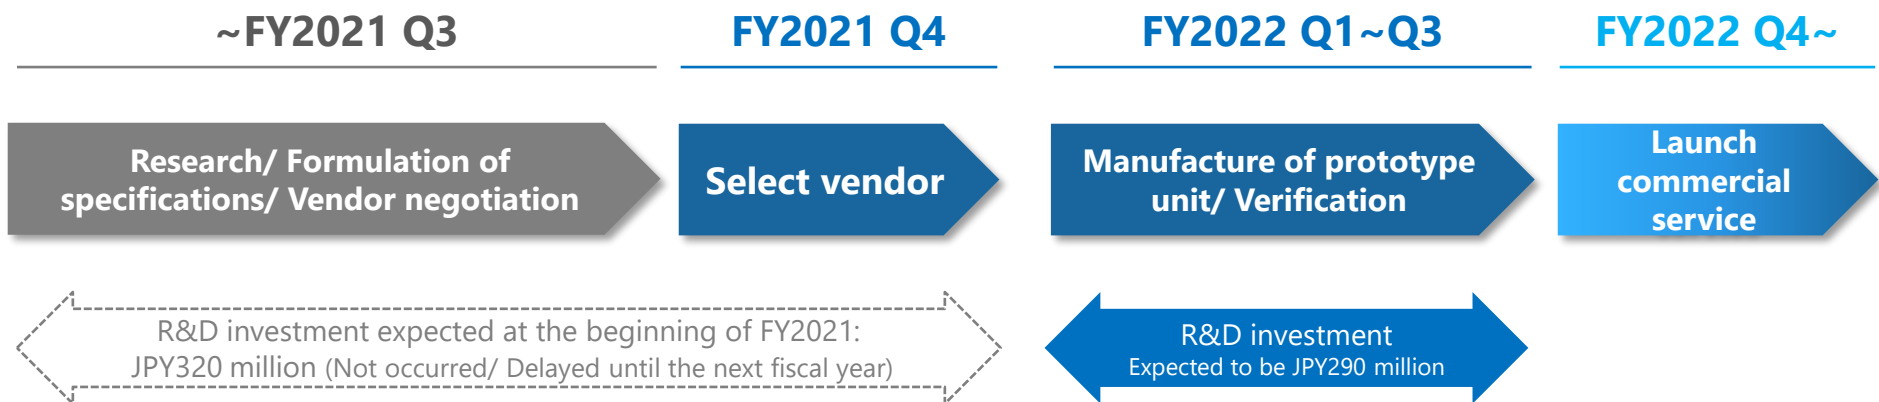 ~FY2021 Q3
FY2021 Q4
FY2022 Q1~Q3
FY2022 Q4~
Research/ Formulation of
specifications/ Vendor negotiation
Select vendor
Manufacture of prototype
unit/ Verification
Launch
commercial
service
R&D investment expected at the beginning of FY2021:
JPY320 million (Not occurred/ Delayed until the next fiscal year)
R&D investment
Expected to be JPY290 million